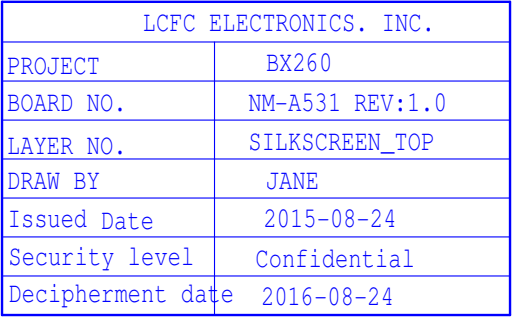 LCFC ELECTRONICS. INC.
PROJECT BX260
BOARD NO. NM-A531 REV:1.0
LAYER NO. SILKSCREEN_TOP
DRAW BY JANE
Issued Date 2015-08-24
Security level Confidential
Decipherment date 2016-08-24